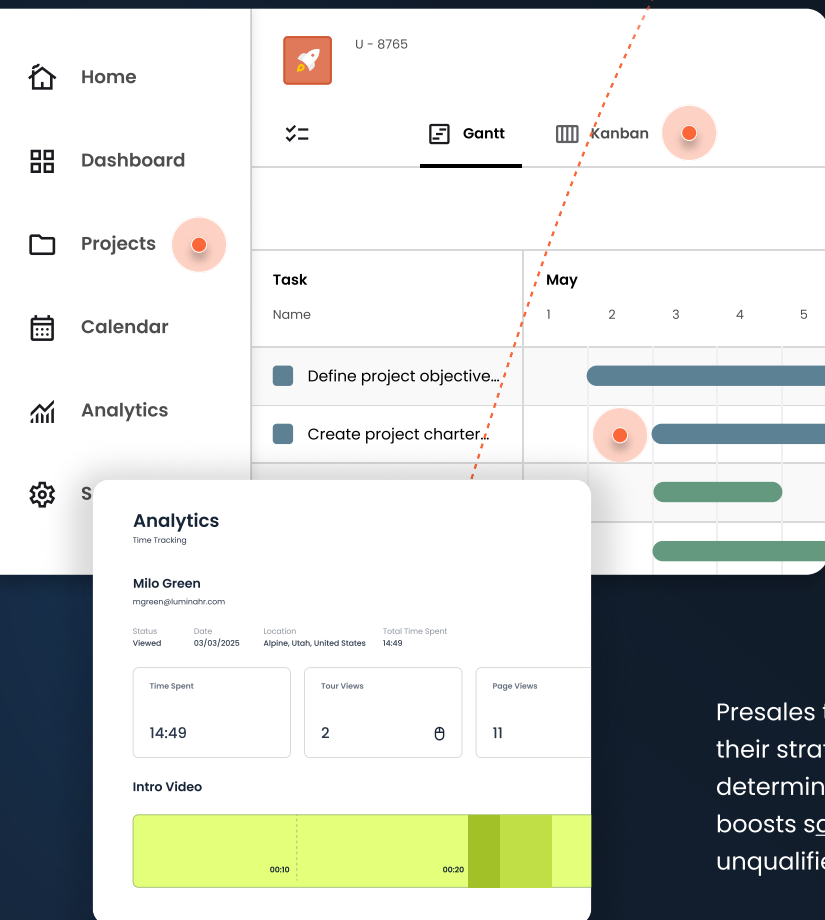 U - 8765
Home
Dashboard
Projects
Calendar
Analytics
S
Gantt
Kanban
Task
May
Name
1 2 3 4 5
Define project objective...
Create project charter...
Analytics
Time Tracking
Milo Green
mgreen@luminahr.com
Status Date Location Total Time Spent
Viewed 03/03/2025 Alpine, Utah, United States 14:49
Time Spent Tour Views Page Views
14:49 2 11
Intro Video
00:10 00:20
Presales
their
boosts